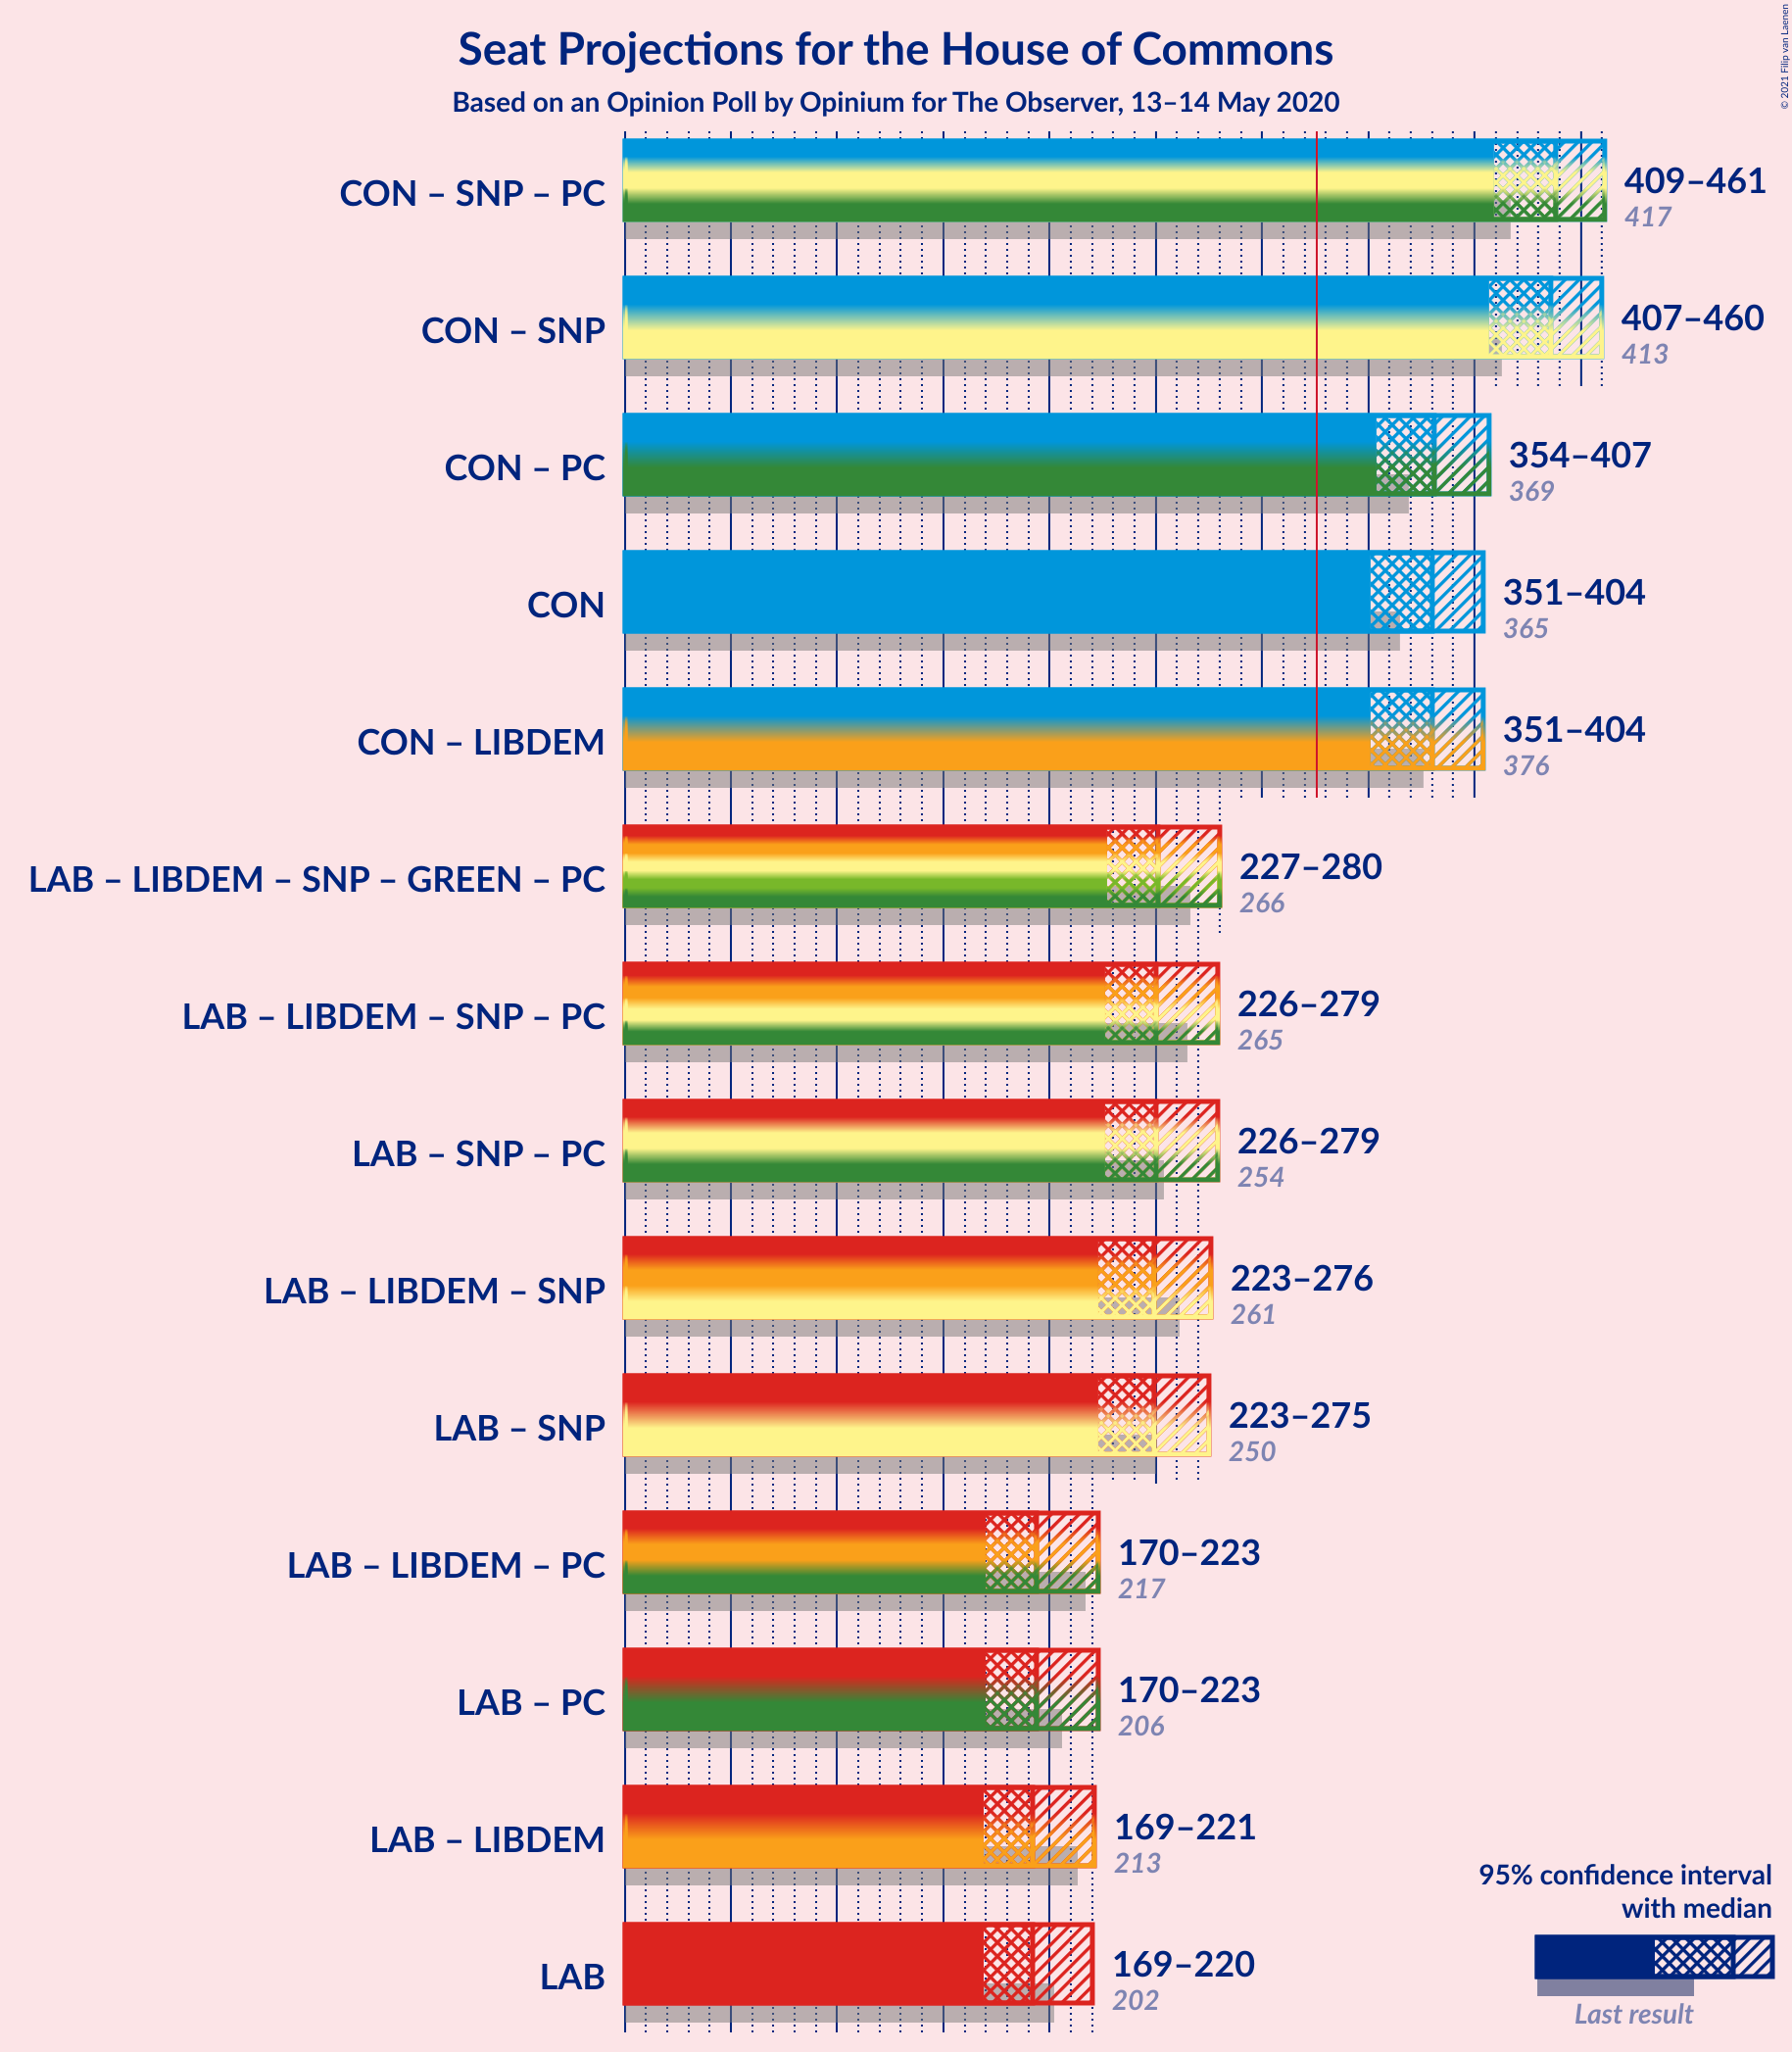 Seat Projections for the House of Commons
Based on an Opinion Poll by Opinium for The Observer, 13–14 May 2020
© 2021 Filip van Laenen
CON – SNP – PC
409–461
417
CON – SNP
407–460
413
CON – PC
354–407
369
CON
351–404
365
CON – LIBDEM
351–404
376
LAB – LIBDEM – SNP – GREEN – PC
227–280
266
LAB – LIBDEM – SNP – PC
226–279
265
LAB – SNP – PC
226–279
254
LAB – LIBDEM – SNP
223–276
261
LAB – SNP
223–275
250
LAB – LIBDEM – PC
170–223
217
LAB – PC
170–223
206
LAB – LIBDEM
169–221
213
LAB
169–220
202
95% confidence interval
with median
Last result